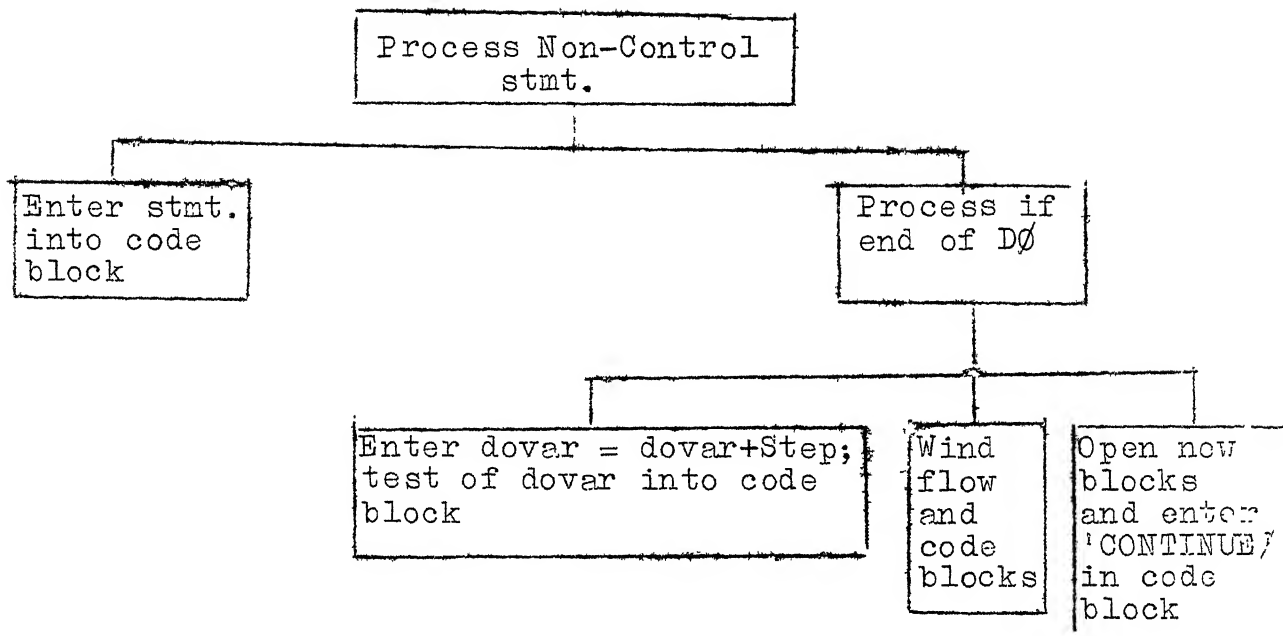 Process Non-Control
stmt.
Enter stmt.
into code
block
Process if
end of DØ
Enter dovar = dovar+Step;
test of dovar into code
block
Wind
flow
and
code
blocks
Open new
blocks
and enter
'CONTINUE'
in code
block